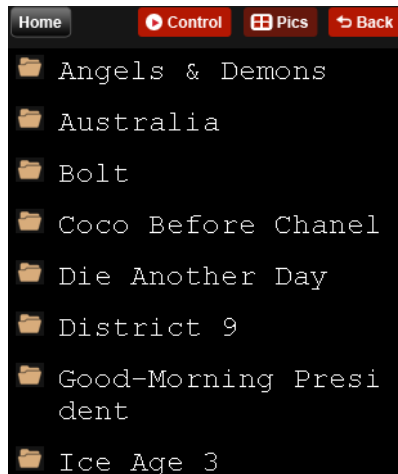 Home Control Pics Back
Angels & Demons
Australia
Bolt
Coco Before Chanel
Die Another Day
District 9
Good-Morning Presi
dent
Ice Age 3